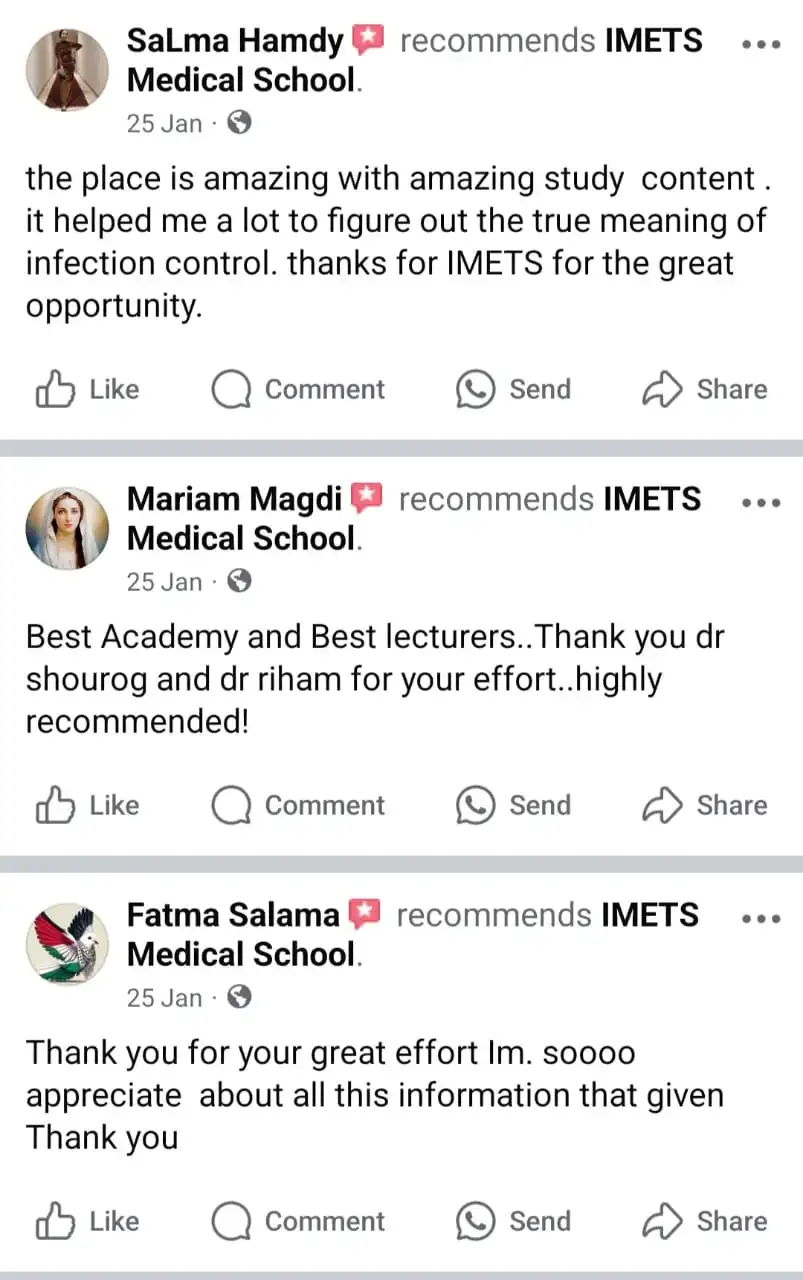 SaLma Hamdy recommends IMETS
Medical School.
25 Jan ·
the place is amazing with amazing study  content .
it helped me a lot to figure out the true meaning of
infection control. thanks for IMETS for the great
opportunity.
Like Comment Send Share
Mariam Magdi recommends IMETS
Medical School.
25 Jan ·
Best Academy and Best lecturers..Thank you dr
shourog and dr riham for your effort..highly
recommended!
Like Comment Send Share
Fatma Salama recommends IMETS
Medical School.
25 Jan ·
Thank you for your great effort Im. soooo
appreciate  about all this information that given
Thank you
Like Comment Send Share